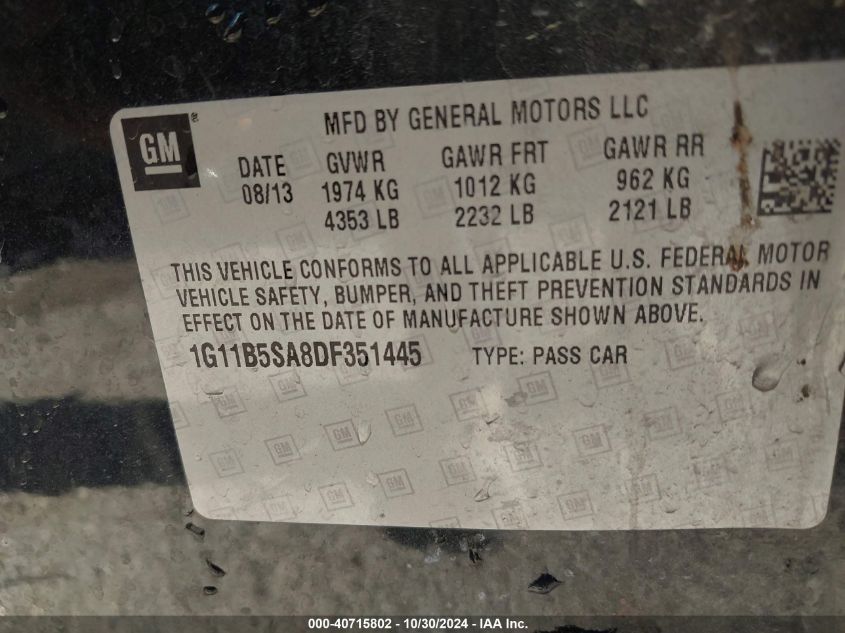 GM
®
MFD BY GENERAL MOTORS LLC
DATE GVWR GAWR FRT GAWR RR
08/13 1974 KG 1012 KG 962 KG
4353 LB 2232 LB 2121 LB
THIS VEHICLE CONFORMS TO ALL APPLICABLE U.S. FEDERAL MOTOR
VEHICLE SAFETY, BUMPER, AND THEFT PREVENTION STANDARDS IN
EFFECT ON THE DATE OF MANUFACTURE SHOWN ABOVE.
1G11B5SA8DF351445 TYPE: PASS CAR
000-40715802 - 10/30/2024 - IAA Inc.